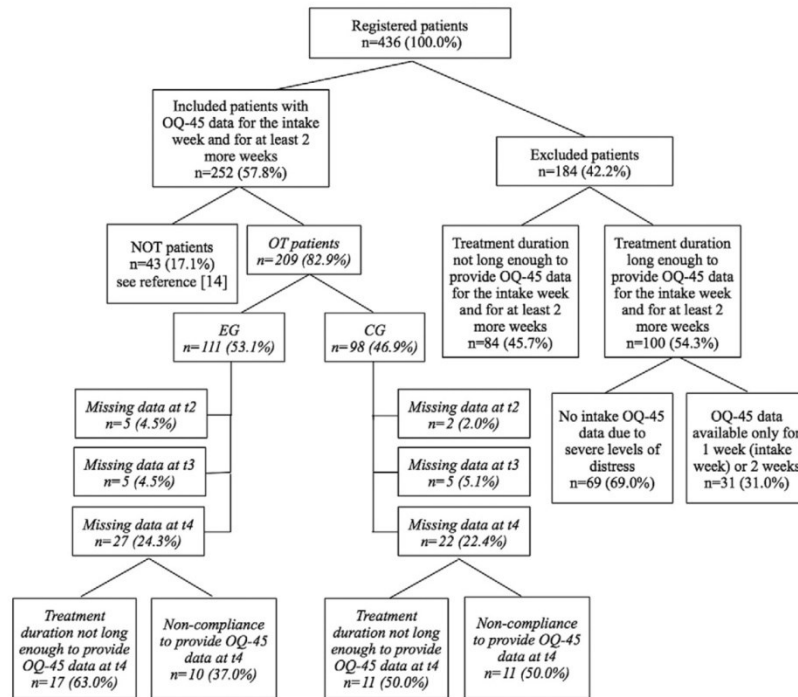 Registered patients
n=436 (100.0%)
Included patients with
OQ-45 data for the intake
week and for at least 2
more weeks
n=252 (57.8%)
Excluded patients
n=184 (42.2%)
NOT patients
n=43 (17.1%)
see reference [14]
OT patients
n=209 (82.9%)
Treatment duration
not long enough to
provide OQ-45 data
for the intake week
and for at least 2
more weeks
n=84 (45.7%)
Treatment duration
long enough to
provide OQ-45 data
for the intake week
and for at least 2
more weeks
n=100 (54.3%)
EG
n=111 (53.1%)
CG
n=98 (46.9%)
Missing data at t2
n=5 (4.5%)
Missing data at t3
n=5 (4.5%)
Missing data at t4
n=27 (24.3%)
Missing data at t2
n=2 (2.0%)
Missing data at t3
n=5 (5.1%)
Missing data at t4
n=22 (22.4%)
No intake OQ-45
data due to
severe levels of
distress
n=69 (69.0%)
OQ-45 data
available only for
1 week (intake
week) or 2 weeks
n=31 (31.0%)
Treatment
duration not long
enough to provide
OQ-45 data at t4
n=17 (63.0%)
Non-compliance
to provide OQ-45
data at t4
n=10 (37.0%)
Treatment
duration not long
enough to provide
OQ-45 data at t4
n=11 (50.0%)
Non-compliance
to provide OQ-45
data at t4
n=11 (50.0%)